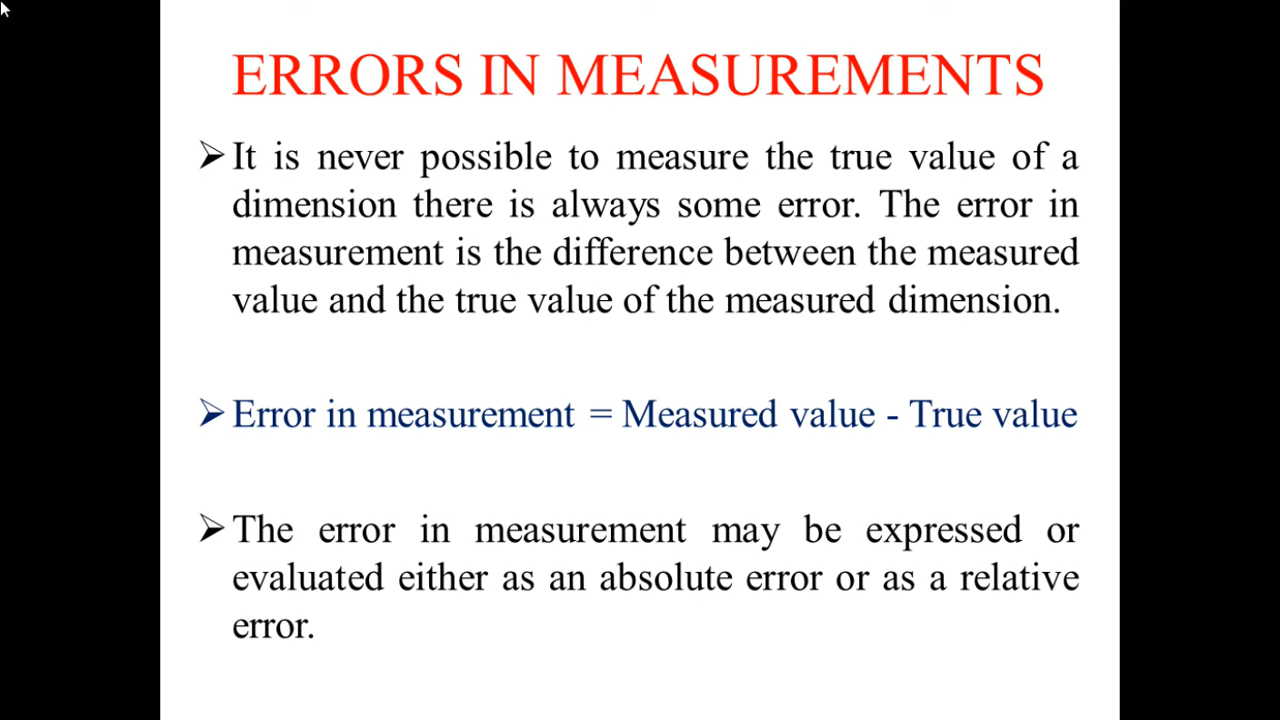 ERRORS IN MEASUREMENTS
➢ It is never possible to measure the true value of a
dimension there is always some error. The error in
measurement is the difference between the measured
value and the true value of the measured dimension.
➢ Error in measurement = Measured value - True value
➢ The error in measurement may be expressed or
evaluated either as an absolute error or as a relative
error.